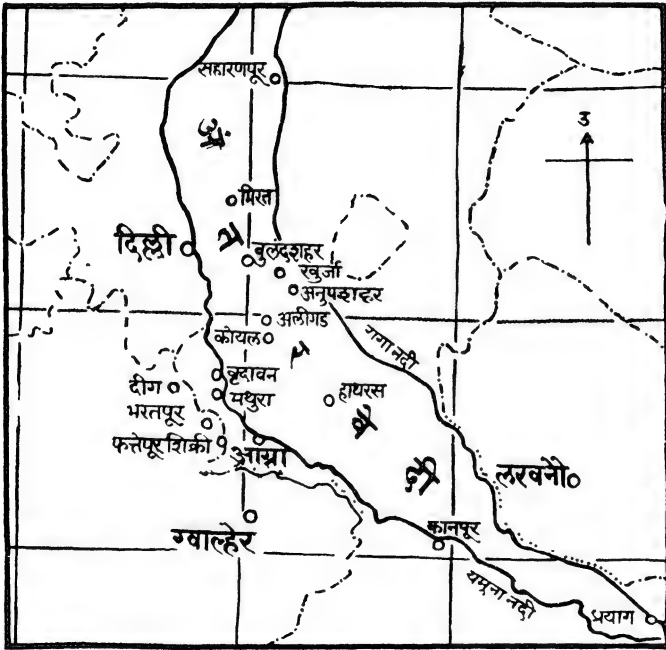 सहारणपूर
उ
मिरत
दिल्ली
बुलंदशहर
खुर्जा
अनुपशहर
अलीगड
कोयल
गंगा नदी
वृंदावन
दीग
मथुरा
हाथरस
भरतपूर
फत्तेपूर शिक्री
आग्रा
लखनौ
ग्वाल्हेर
कानपूर
यमुना नदी
प्रयाग